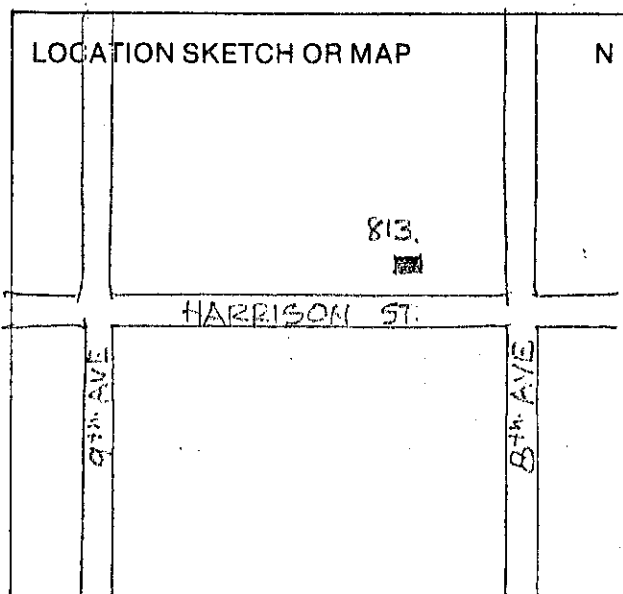 LOCATION SKETCH OR MAP N
813.
HARRISON ST.
9th AVE
8th AVE